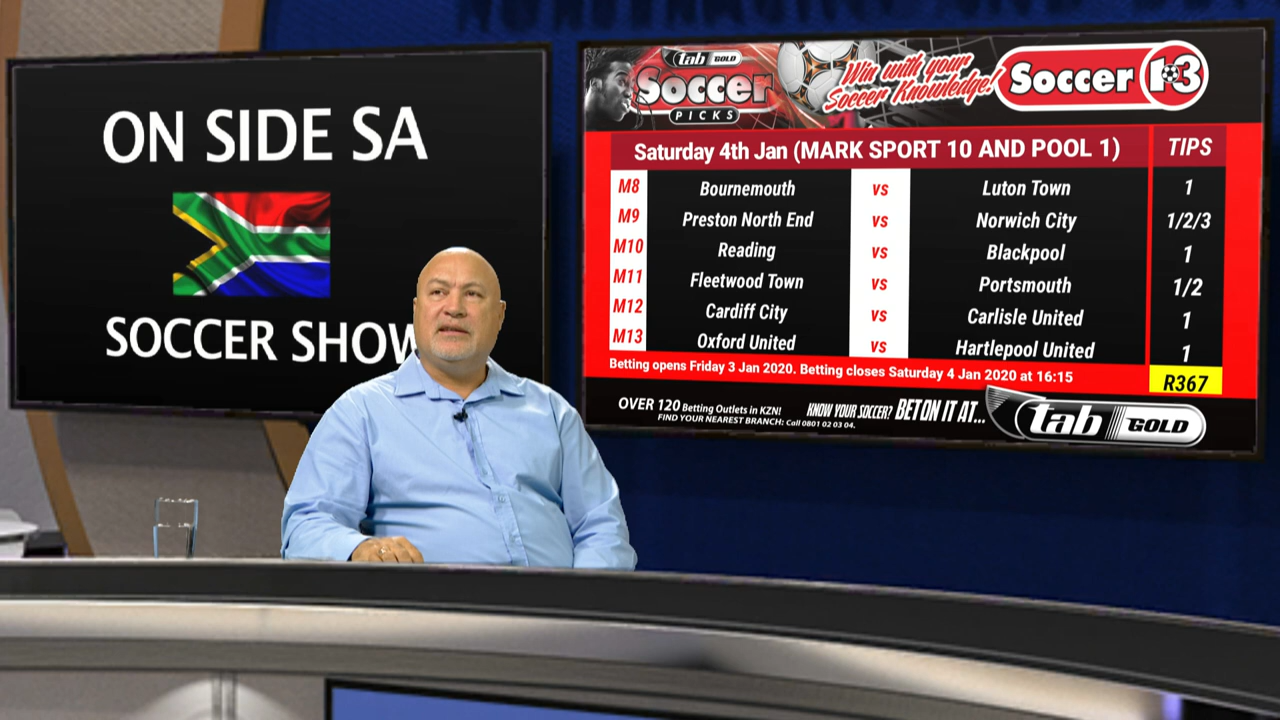 ON SIDE SA
SOCCER SHOW
tab GOLD
Soccer
PICKS
Win with your
Soccer Knowledge!
Soccer 13
Saturday 4th Jan (MARK SPORT 10 AND POOL 1) TIPS
M8 Bournemouth vs Luton Town 1
M9 Preston North End vs Norwich City 1/2/3
M10 Reading vs Blackpool 1
M11 Fleetwood Town vs Portsmouth 1/2
M12 Cardiff City vs Carlisle United 1
M13 Oxford United vs Hartlepool United 1
Betting opens Friday 3 Jan 2020. Betting closes Saturday 4 Jan 2020 at 16:15
R367
OVER 120 Betting Outlets in KZN!
FIND YOUR NEAREST BRANCH: Call 0801 02 03 04.
KNOW YOUR SOCCER? BET ON IT AT...
tab GOLD